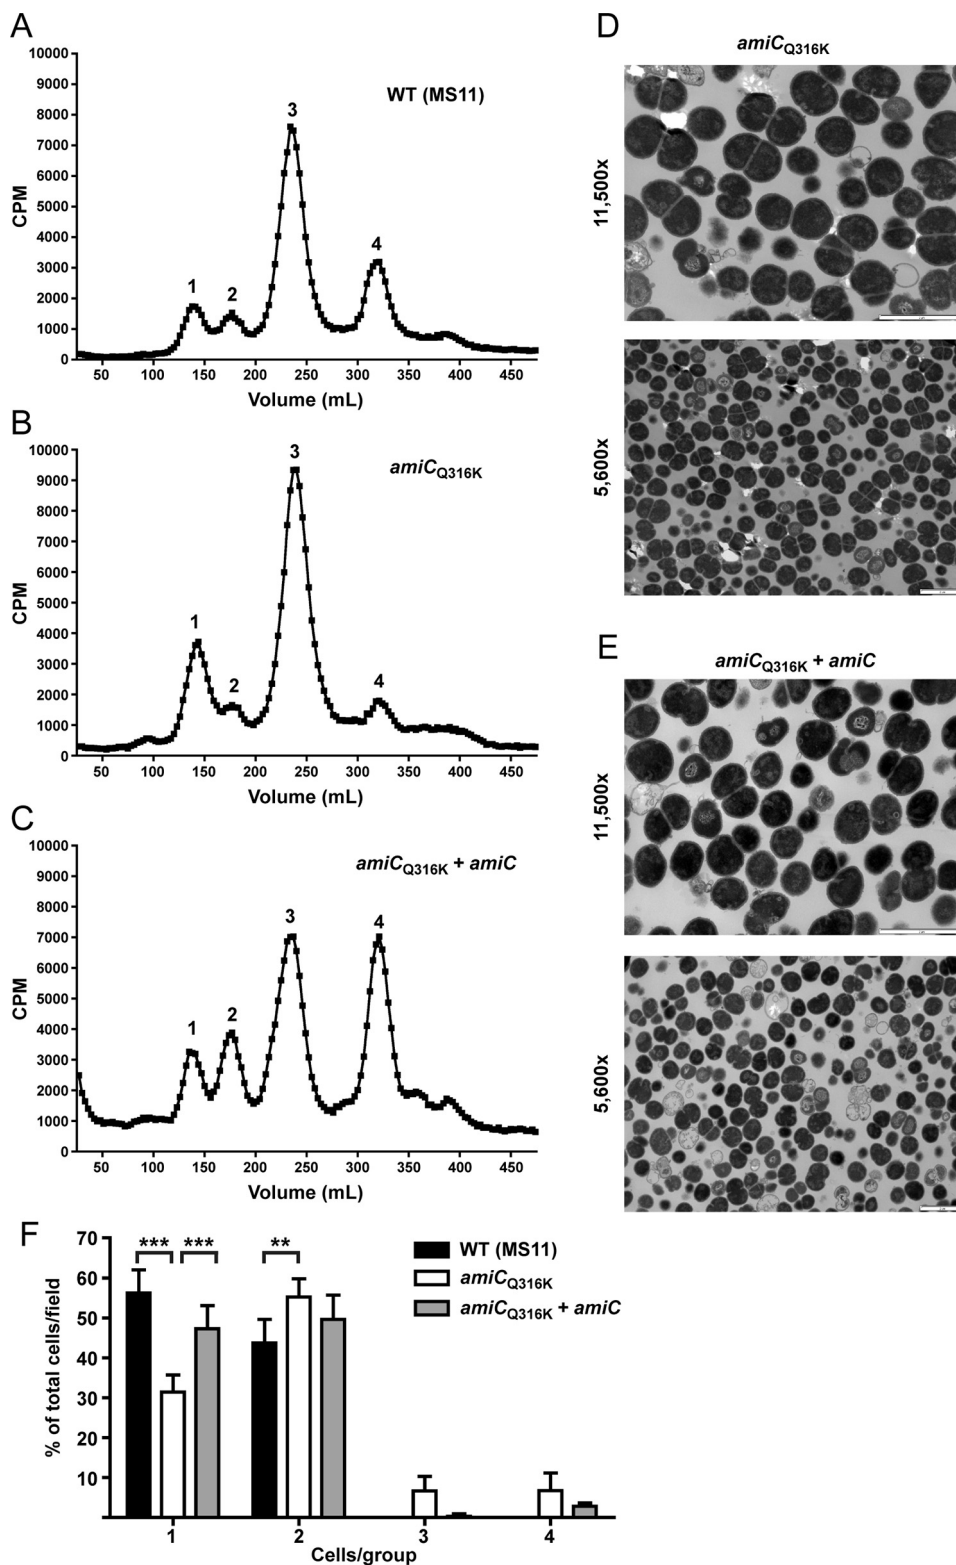 A
WT (MS11)
10000
9000
8000
7000
6000
5000
4000
3000
2000
1000
0
CPM
1
2
3
4
50 100 150 200 250 300 350 400 450
Volume (mL)
B
amiCQ316K
10000
9000
8000
7000
6000
5000
4000
3000
2000
1000
0
CPM
1
2
3
4
50 100 150 200 250 300 350 400 450
Volume (mL)
C
amiCQ316K + amiC
10000
9000
8000
7000
6000
5000
4000
3000
2000
1000
0
CPM
1
2
3
4
50 100 150 200 250 300 350 400 450
Volume (mL)
D
amiCQ316K
11,500x
5,600x
E
amiCQ316K + amiC
11,500x
5,600x
F
70
60
50
40
30
20
10
% of total cells/field
*** ***
**
WT (MS11)
amiCQ316K
amiCQ316K + amiC
1 2 3 4
Cells/group